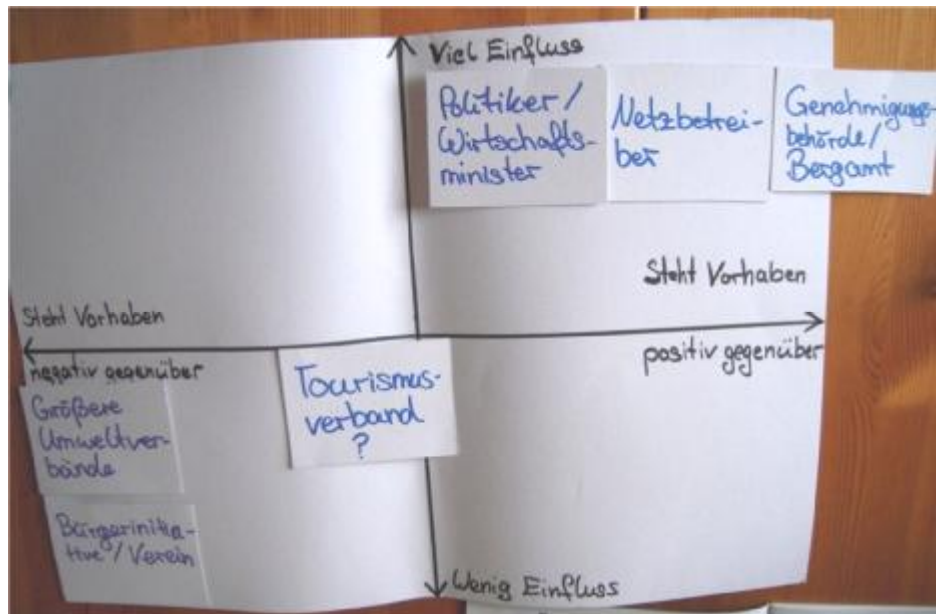 Viel Einfluss
Politiker /
Wirtschafts-
minister
Netzbetrei-
ber
Genehmigungs-
behörde/
Bergamt
Steht Vorhaben
positiv gegenüber
Steht Vorhaben
negativ gegenüber
Größere
Umweltver-
bände
Tourismus-
verband
?
Bürgerinitia-
tive / Verein
Wenig Einfluss